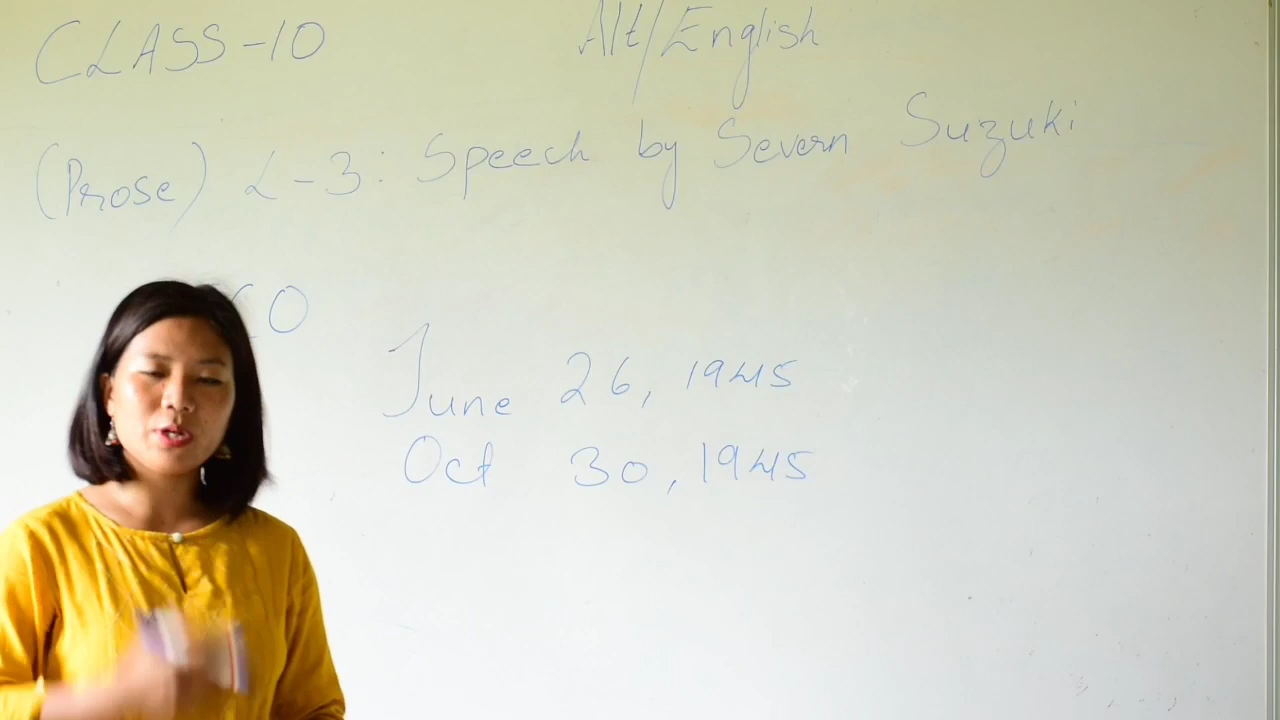 CLASS-10
Alt/English
(Prose) L-3: Speech by Severn Suzuki
June 26, 1945
Oct 30, 1945